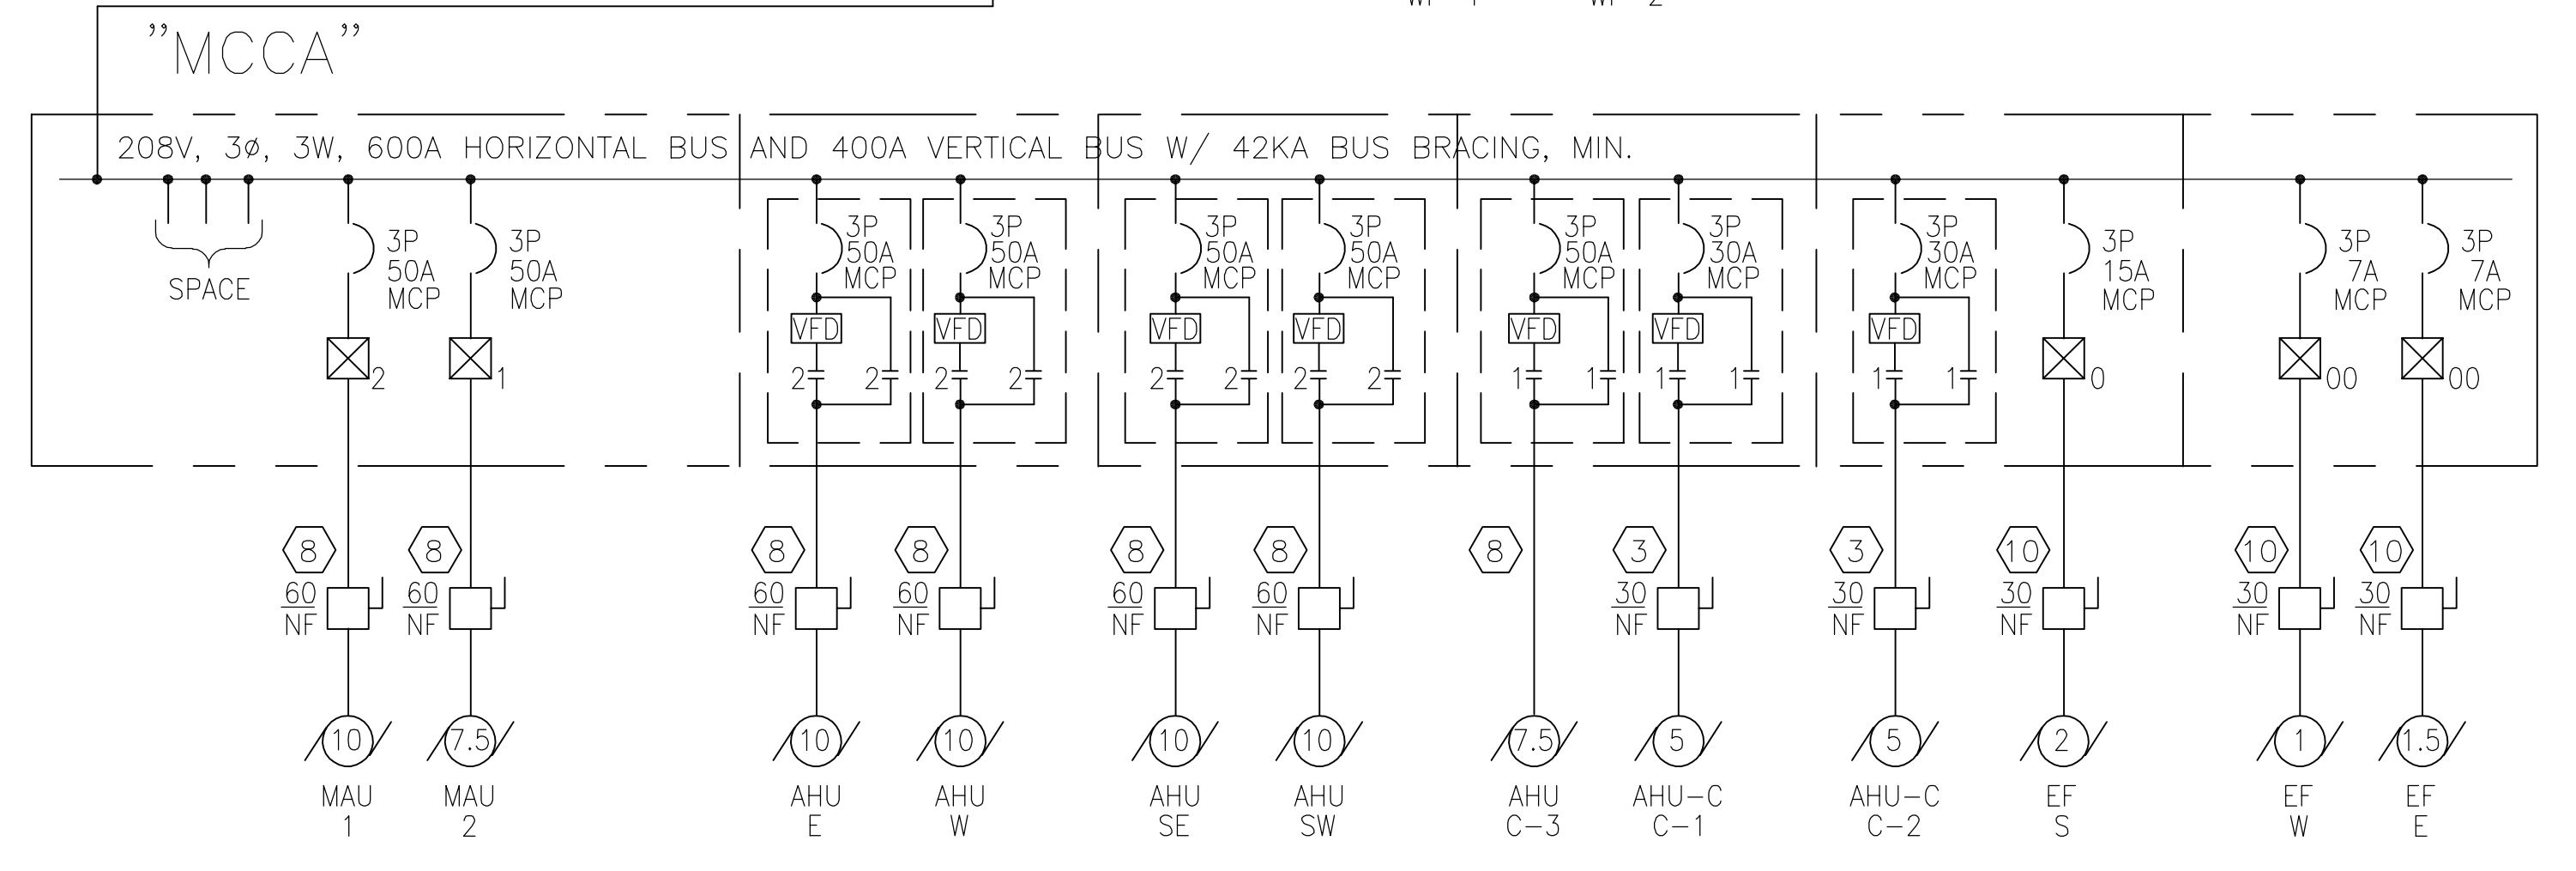 "MCCA"
208V, 3ø, 3W, 600A HORIZONTAL BUS AND 400A VERTICAL BUS W/ 42KA BUS BRACING, MIN.
SPACE
3P
50A
MCP
2
8
60
NF
10
MAU
1
3P
50A
MCP
1
8
60
NF
7.5
MAU
2
3P
50A
MCP
VFD
2
2
8
60
NF
10
AHU
E
3P
50A
MCP
VFD
2
2
8
60
NF
10
AHU
W
3P
50A
MCP
VFD
2
2
8
60
NF
10
AHU
SE
3P
50A
MCP
VFD
2
2
8
60
NF
10
AHU
SW
3P
50A
MCP
VFD
1
1
8
7.5
AHU
C-3
3P
30A
MCP
VFD
1
1
3
30
NF
5
AHU-C
C-1
3P
30A
MCP
VFD
1
1
3
30
NF
5
AHU-C
C-2
3P
15A
MCP
0
10
30
NF
2
EF
S
3P
7A
MCP
00
10
30
NF
1
EF
W
3P
7A
MCP
00
10
30
NF
1.5
EF
E